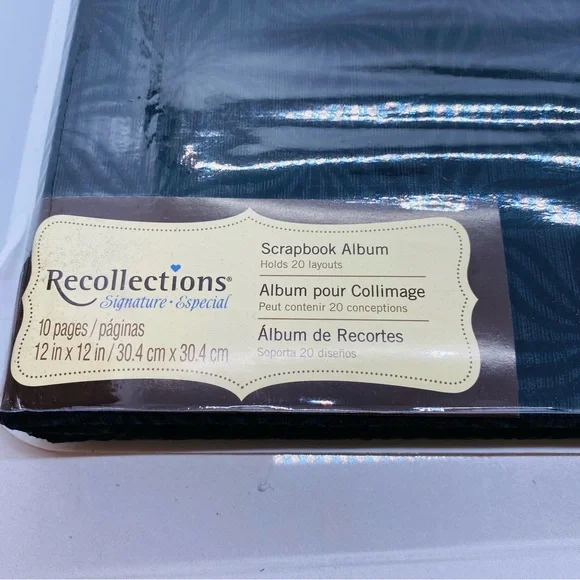 Recollections®
Signature • Especial
10 pages / páginas
12 in x 12 in / 30.4 cm x 30.4 cm
Scrapbook Album
Holds 20 layouts
Album pour Collimage
Peut contenir 20 conceptions
Álbum de Recortes
Soporta 20 diseños